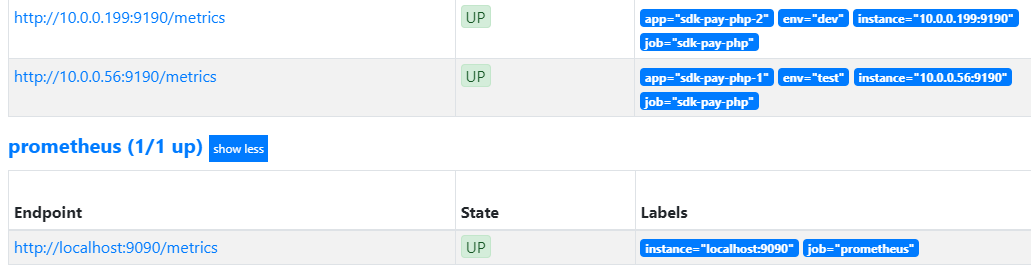 http://10.0.0.199:9190/metrics UP app="sdk-pay-php-2" env="dev" instance="10.0.0.199:9190"
job="sdk-pay-php"
http://10.0.0.56:9190/metrics UP app="sdk-pay-php-1" env="test" instance="10.0.0.56:9190"
job="sdk-pay-php"
prometheus (1/1 up) show less
Endpoint State Labels
http://localhost:9090/metrics UP instance="localhost:9090" job="prometheus"